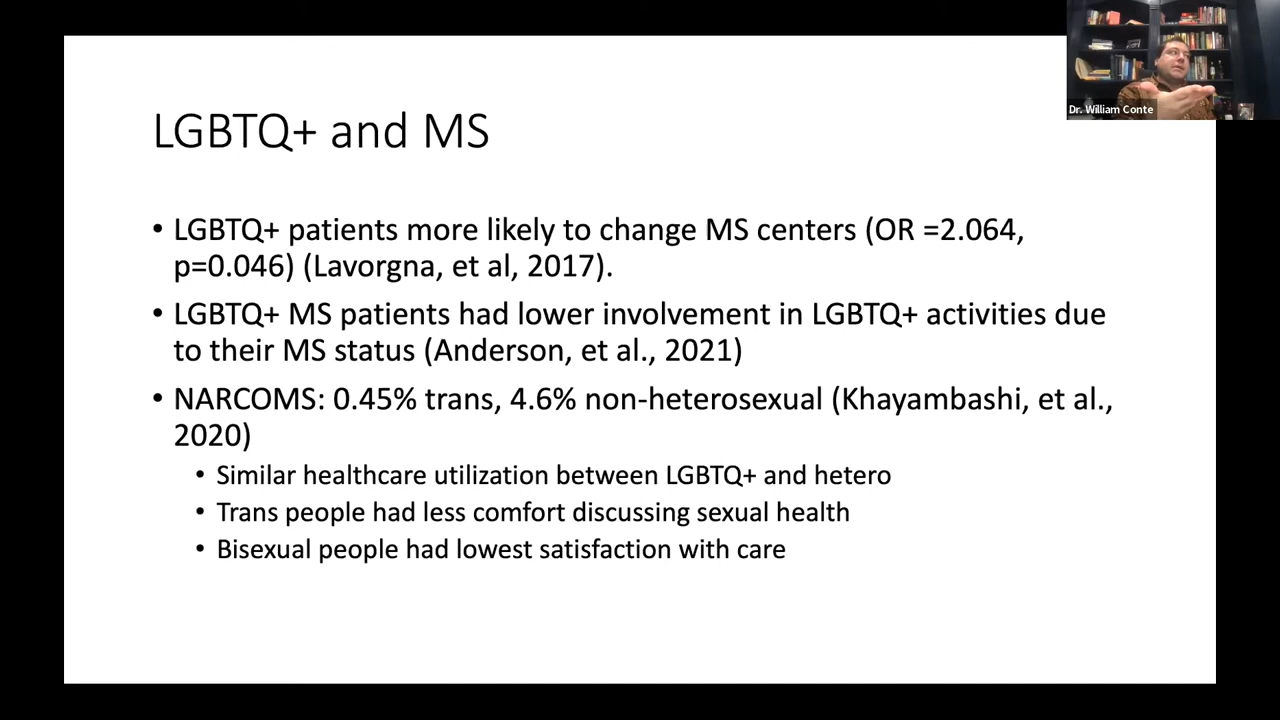 Dr. William Conte
LGBTQ+ and MS
• LGBTQ+ patients more likely to change MS centers (OR =2.064,
p=0.046) (Lavorgna, et al, 2017).
• LGBTQ+ MS patients had lower involvement in LGBTQ+ activities due
to their MS status (Anderson, et al., 2021)
• NARCOMS: 0.45% trans, 4.6% non-heterosexual (Khayambashi, et al.,
2020)
• Similar healthcare utilization between LGBTQ+ and hetero
• Trans people had less comfort discussing sexual health
• Bisexual people had lowest satisfaction with care